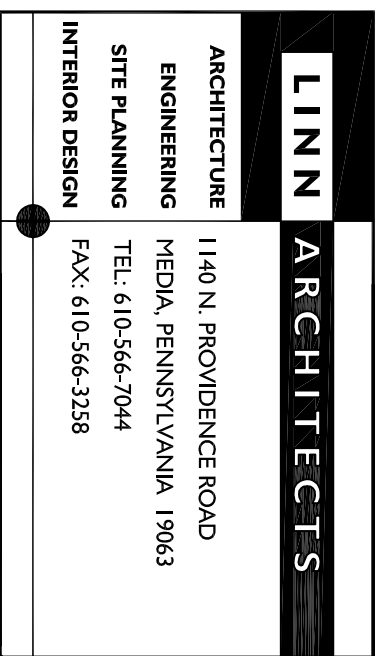 LINN ARCHITECTS
ARCHITECTURE 1140 N. PROVIDENCE ROAD
ENGINEERING MEDIA, PENNSYLVANIA 19063
SITE PLANNING TEL: 610-566-7044
INTERIOR DESIGN FAX: 610-566-3258